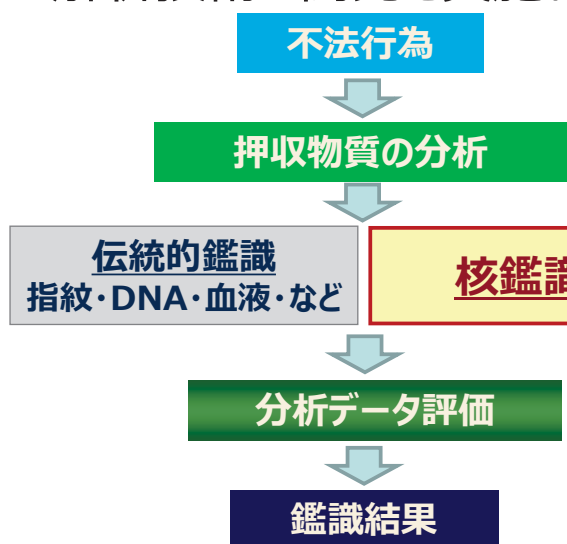 不法行為
押収物質の分析
伝統的鑑識
指紋・DNA・血液・など
核鑑識
分析データ評価
鑑識結果